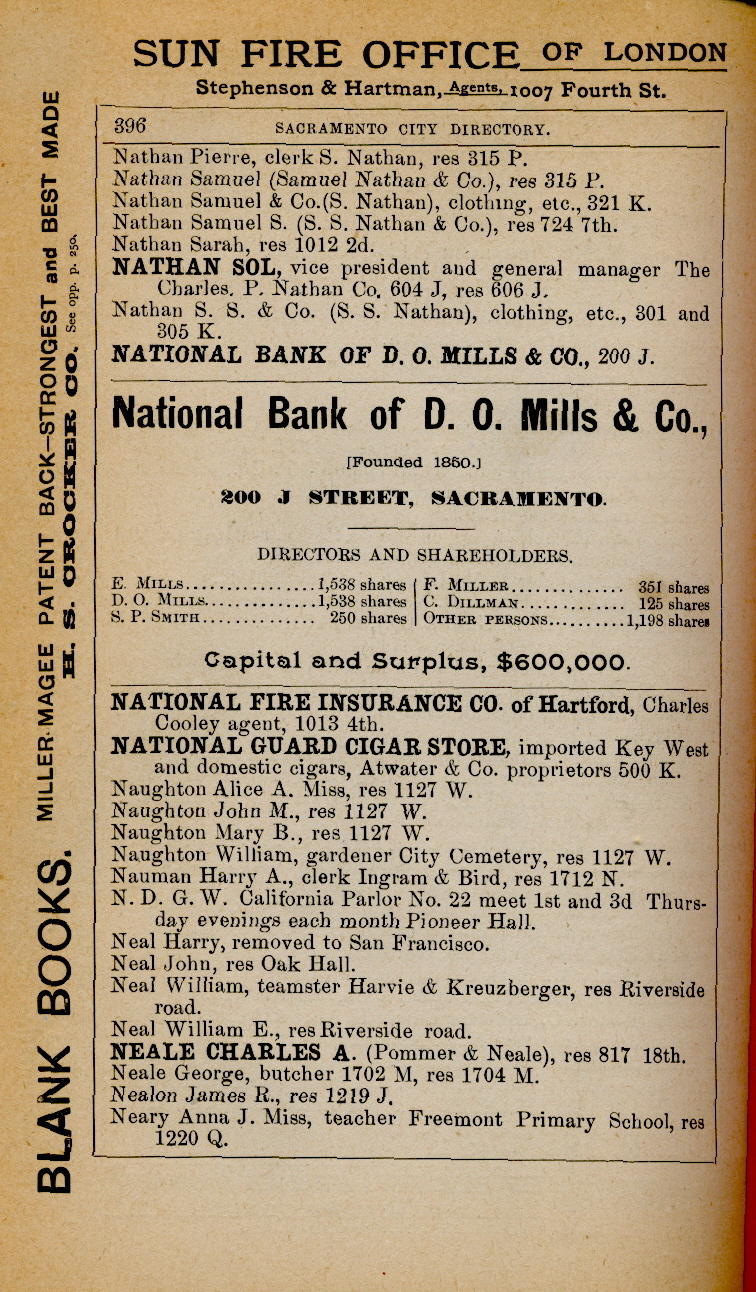 SUN FIRE OFFICE OF LONDON
Stephenson & Hartman, Agents, 1007 Fourth St.
396 SACRAMENTO CITY DIRECTORY.
Nathan Pierre, clerk S. Nathan, res 315 P.
Nathan Samuel (Samuel Nathan & Co.), res 315 P.
Nathan Samuel & Co.(S. Nathan), clothing, etc., 321 K.
Nathan Samuel S. (S. S. Nathan & Co.), res 724 7th.
Nathan Sarah, res 1012 2d.
NATHAN SOL, vice president and general manager The
Charles. P. Nathan Co. 604 J, res 606 J.
Nathan S. S. & Co. (S. S. Nathan), clothing, etc., 301 and
305 K.
NATIONAL BANK OF D. O. MILLS & CO., 200 J.
National Bank of D. O. Mills & Co.,
[Founded 1850.]
200 J STREET, SACRAMENTO.
DIRECTORS AND SHAREHOLDERS.
E. MILLS................1,538 shares | F. MILLER.............. 351 shares
D. O. MILLS.............1,538 shares | C. DILLMAN............. 125 shares
S. P. SMITH.............. 250 shares | OTHER PERSONS..........1,198 shares
Capital and Surplus, $600,000.
NATIONAL FIRE INSURANCE CO. of Hartford, Charles
Cooley agent, 1013 4th.
NATIONAL GUARD CIGAR STORE, imported Key West
and domestic cigars, Atwater & Co. proprietors 500 K.
Naughton Alice A. Miss, res 1127 W.
Naughton John M., res 1127 W.
Naughton Mary B., res 1127 W.
Naughton William, gardener City Cemetery, res 1127 W.
Nauman Harry A., clerk Ingram & Bird, res 1712 N.
N. D. G. W. California Parlor No. 22 meet 1st and 3d Thurs-
day evenings each month Pioneer Hall.
Neal Harry, removed to San Francisco.
Neal John, res Oak Hall.
Neal William, teamster Harvie & Kreuzberger, res Riverside
road.
Neal William E., res Riverside road.
NEALE CHARLES A. (Pommer & Neale), res 817 18th.
Neale George, butcher 1702 M, res 1704 M.
Nealon James R., res 1219 J.
Neary Anna J. Miss, teacher Freemont Primary School, res
1220 Q.
BLANK BOOKS. MILLER-MAGEE PATENT BACK—STRONGEST and BEST MADE
H. S. CROCKER CO. See opp. p. 250.